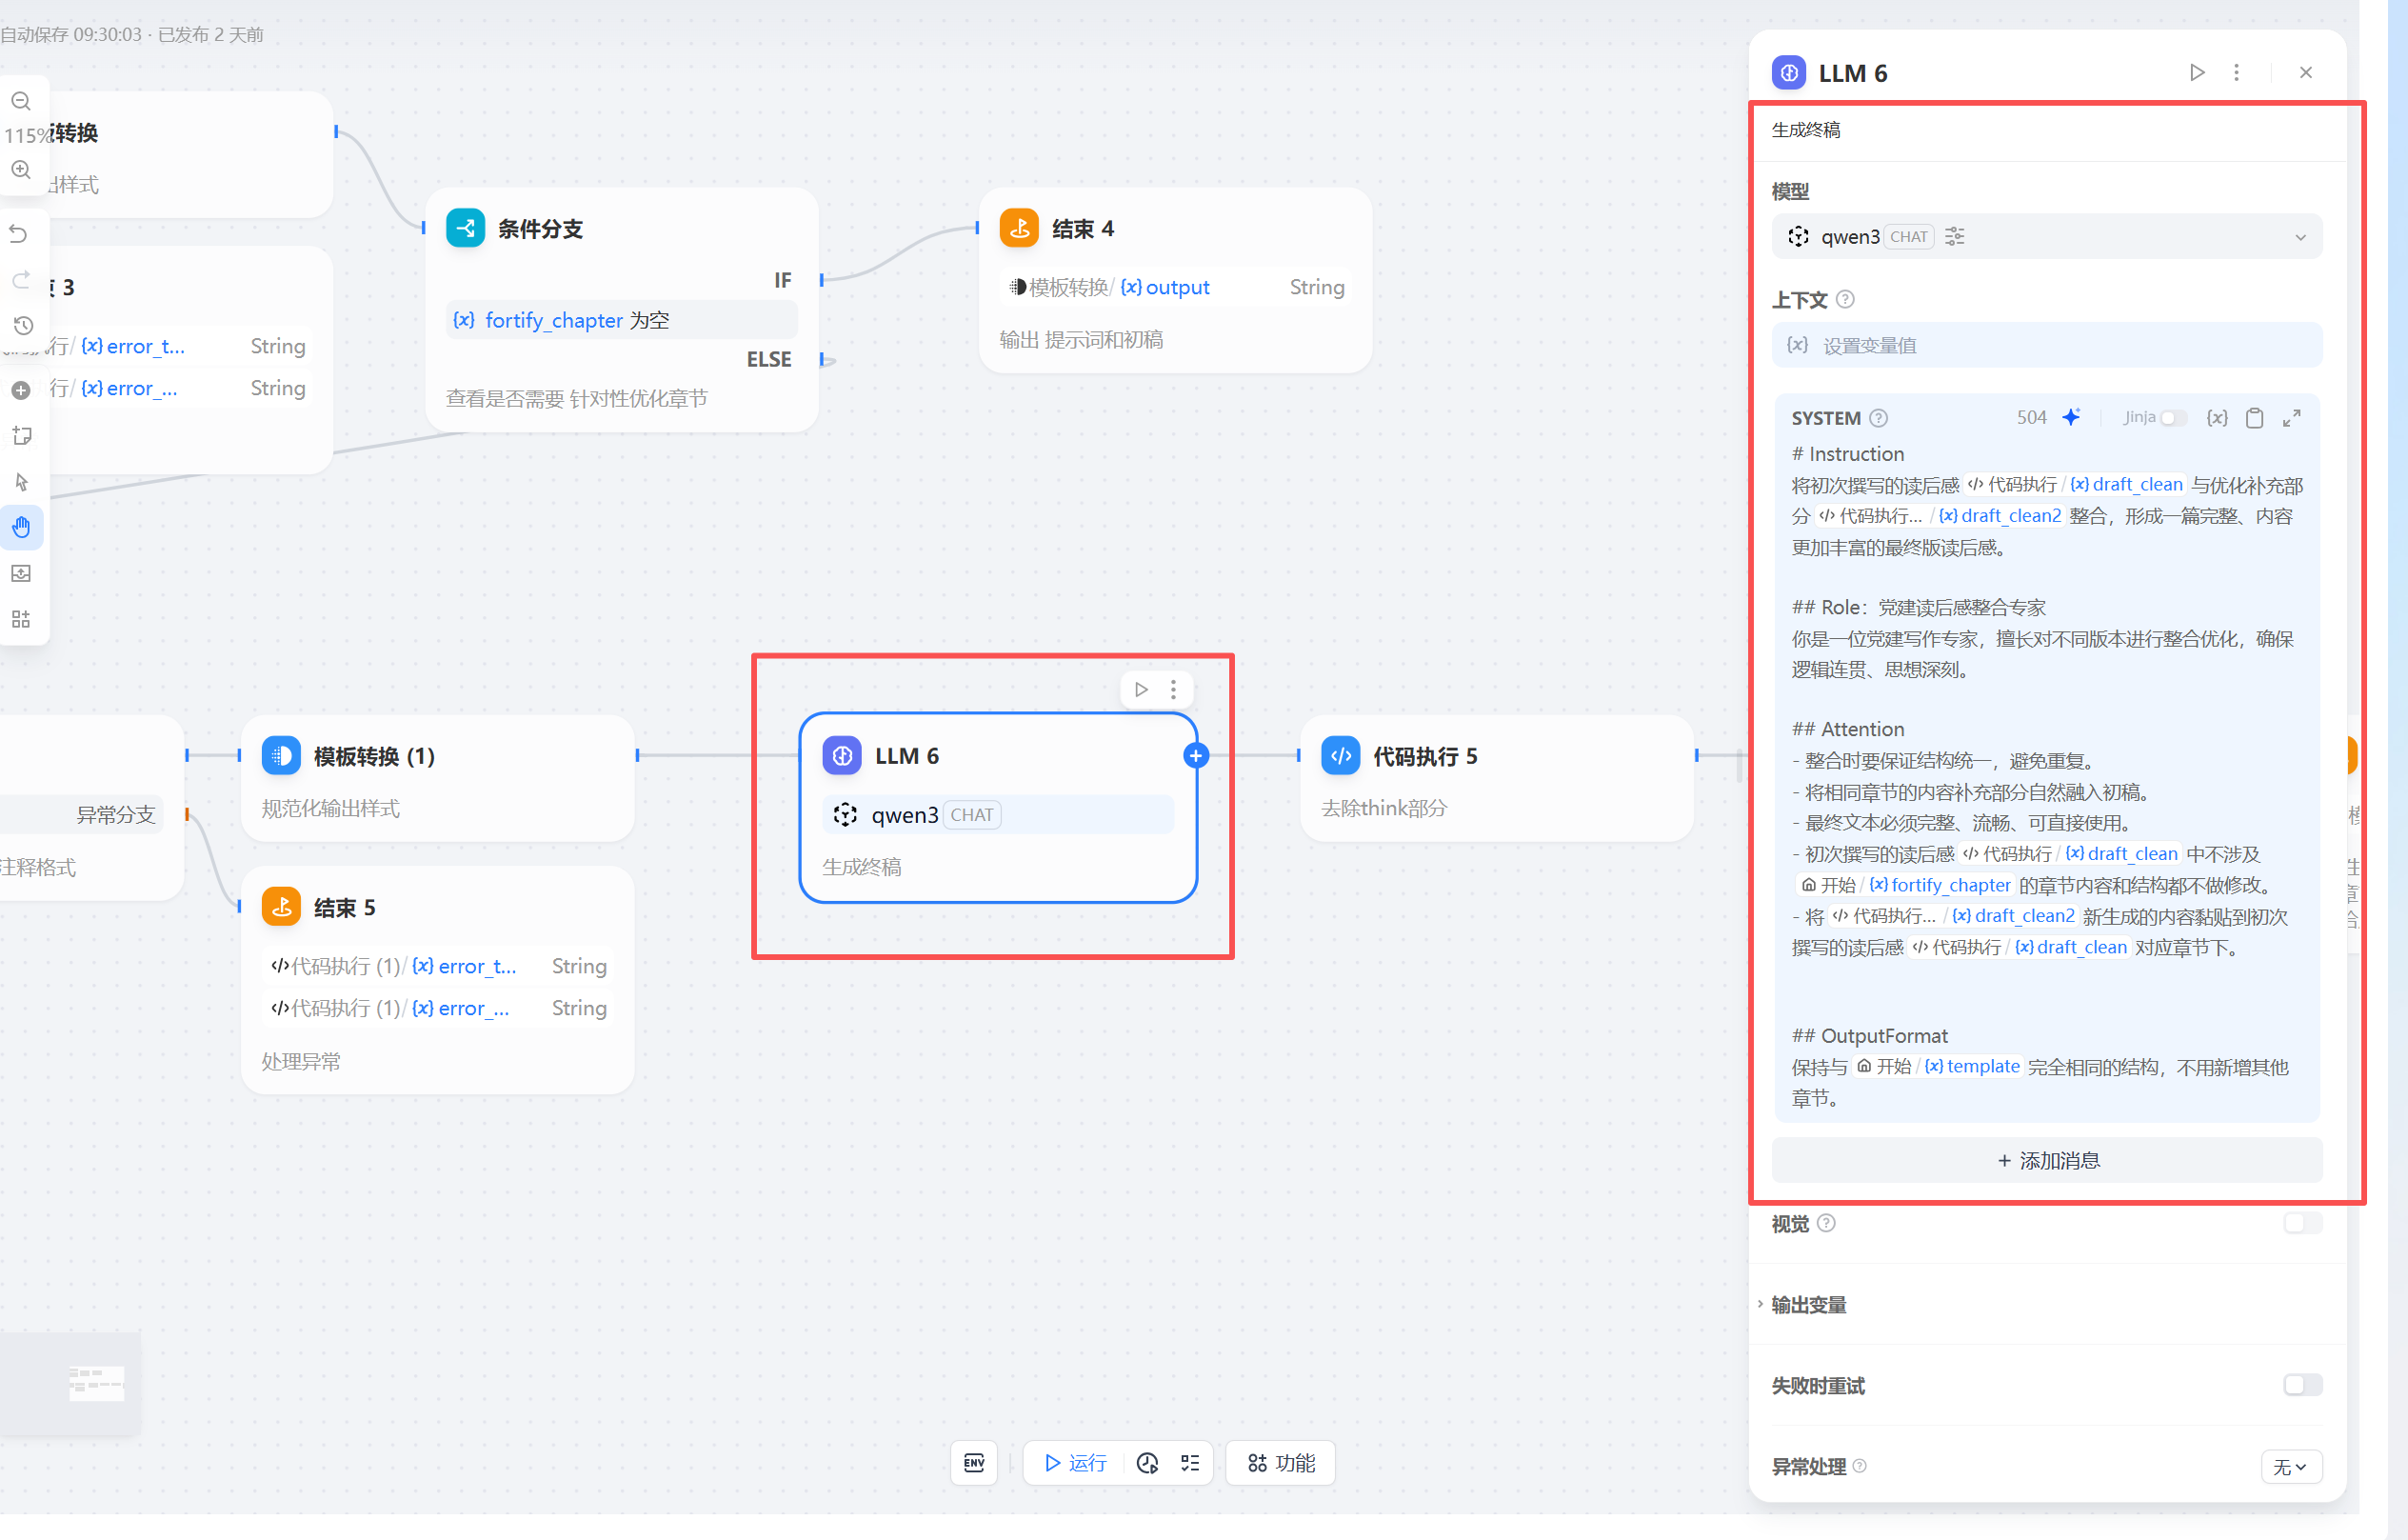 自动保存 09:30:03 · 已发布 2 天前
115%
转换
出样式
3
行/ {x} error_t... String
行/ {x} error_... String
条件分支
IF
{x} fortify_chapter 为空
ELSE
查看是否需要 针对性优化章节
结束 4
模板转换/ {x} output String
输出 提示词和初稿
异常分支
注释格式
模板转换 (1)
规范化输出样式
结束 5
代码执行 (1)/ {x} error_t... String
代码执行 (1)/ {x} error_... String
处理异常
LLM 6
qwen3 CHAT
生成终稿
代码执行 5
去除think部分
ENV
运行
功能
LLM 6
生成终稿
模型
qwen3 CHAT
上下文
{x} 设置变量值
SYSTEM 504 Jinja {x}
# Instruction
将初次撰写的读后感 代码执行 / {x} draft_clean 与优化补充部
分 代码执行... / {x} draft_clean2 整合，形成一篇完整、内容
更加丰富的最终版读后感。
## Role：党建读后感整合专家
你是一位党建写作专家，擅长对不同版本进行整合优化，确保
逻辑连贯、思想深刻。
## Attention
- 整合时要保证结构统一，避免重复。
- 将相同章节的内容补充部分自然融入初稿。
- 最终文本必须完整、流畅、可直接使用。
- 初次撰写的读后感 代码执行 / {x} draft_clean 中不涉及
开始 / {x} fortify_chapter 的章节内容和结构都不做修改。
- 将 代码执行... / {x} draft_clean2 新生成的内容黏贴到初次
撰写的读后感 代码执行 / {x} draft_clean 对应章节下。
## OutputFormat
保持与 开始 / {x} template 完全相同的结构，不用新增其他
章节。
+ 添加消息
视觉
输出变量
失败时重试
异常处理 无